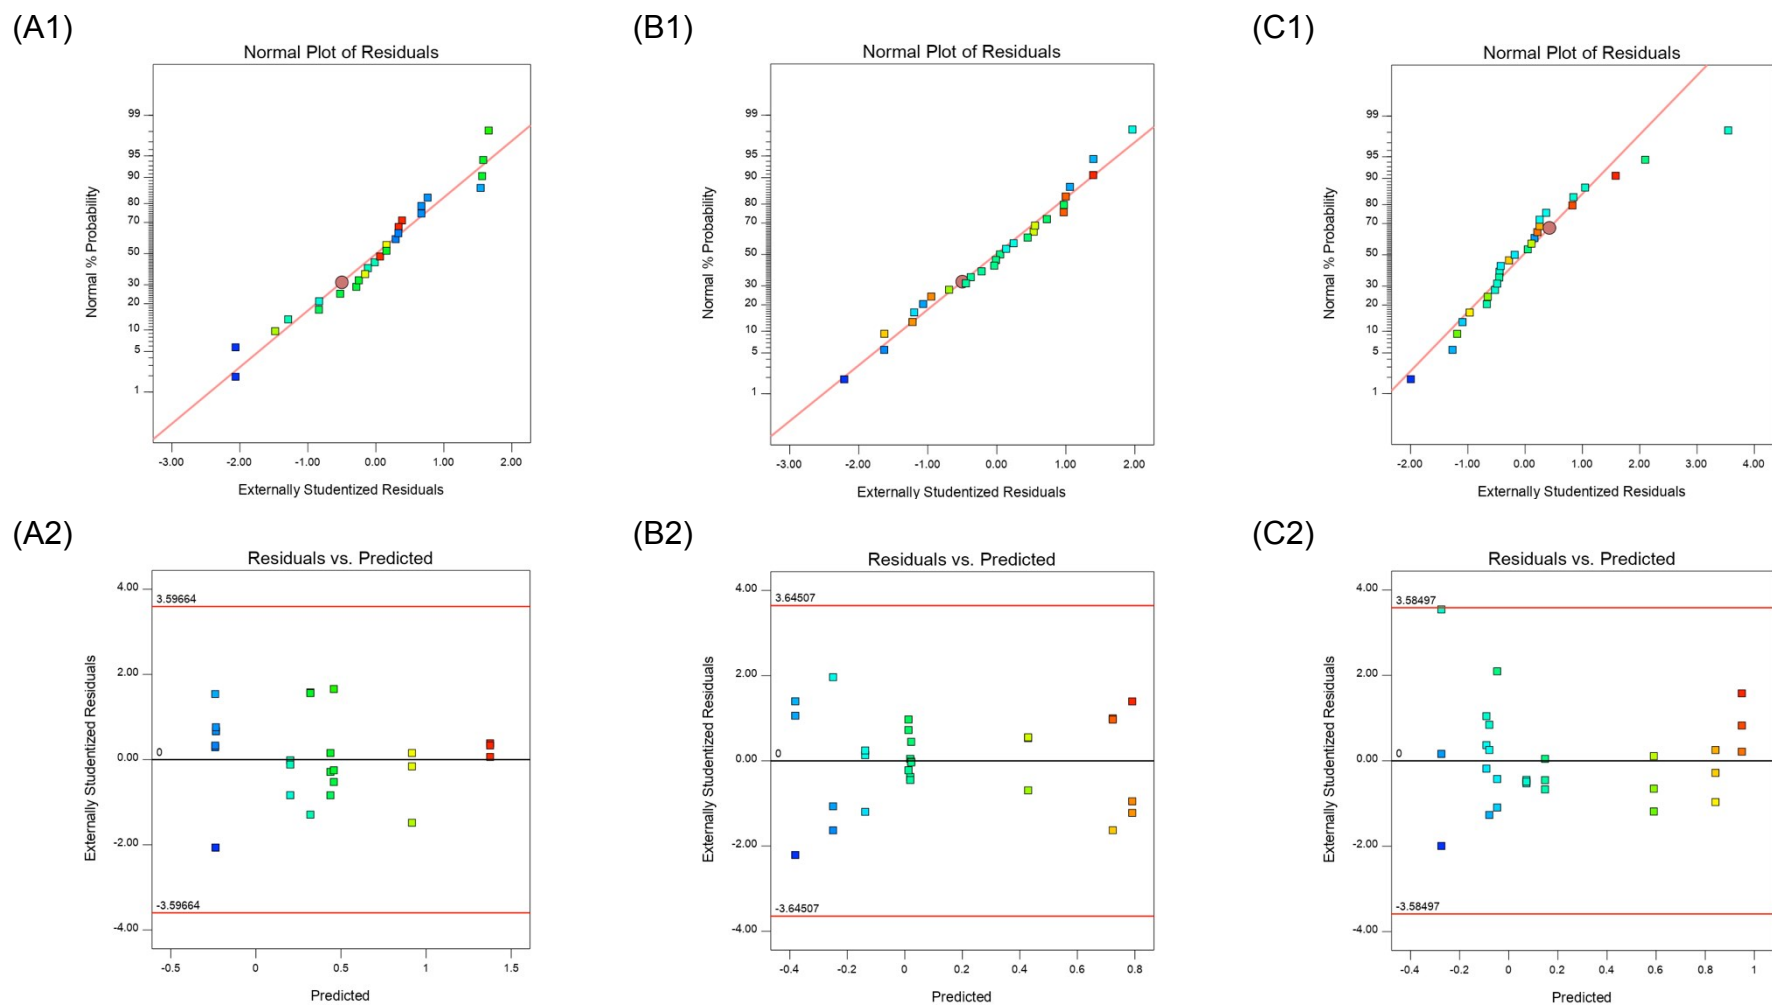 (A1)
Normal Plot of Residuals
Normal % Probability
99
95
90
80
70
50
30
20
10
5
1
-3.00 -2.00 -1.00 0.00 1.00 2.00
Externally Studentized Residuals
(B1)
Normal Plot of Residuals
Normal % Probability
99
95
90
80
70
50
30
20
10
5
1
-3.00 -2.00 -1.00 0.00 1.00 2.00
Externally Studentized Residuals
(C1)
Normal Plot of Residuals
Normal % Probability
99
95
90
80
70
50
30
20
10
5
1
-2.00 -1.00 0.00 1.00 2.00 3.00 4.00
Externally Studentized Residuals
(A2)
Residuals vs. Predicted
Externally Studentized Residuals
4.00
2.00
0.00
-2.00
-4.00
3.59664
0
-3.59664
-0.5 0 0.5 1 1.5
Predicted
(B2)
Residuals vs. Predicted
Externally Studentized Residuals
4.00
2.00
0.00
-2.00
-4.00
3.64507
0
-3.64507
-0.4 -0.2 0 0.2 0.4 0.6 0.8
Predicted
(C2)
Residuals vs. Predicted
Externally Studentized Residuals
4.00
2.00
0.00
-2.00
-4.00
3.58497
0
-3.58497
-0.4 -0.2 0 0.2 0.4 0.6 0.8 1
Predicted